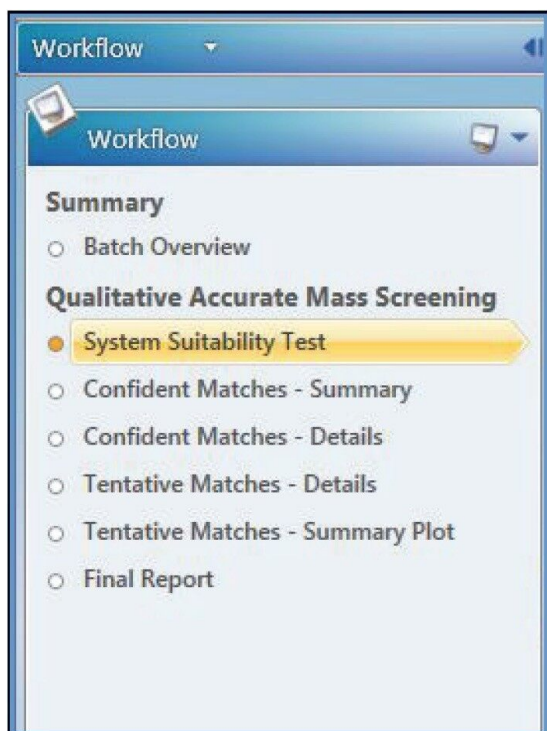 Workflow
Workflow
Summary
Batch Overview
Qualitative Accurate Mass Screening
System Suitability Test
Confident Matches - Summary
Confident Matches - Details
Tentative Matches - Details
Tentative Matches - Summary Plot
Final Report